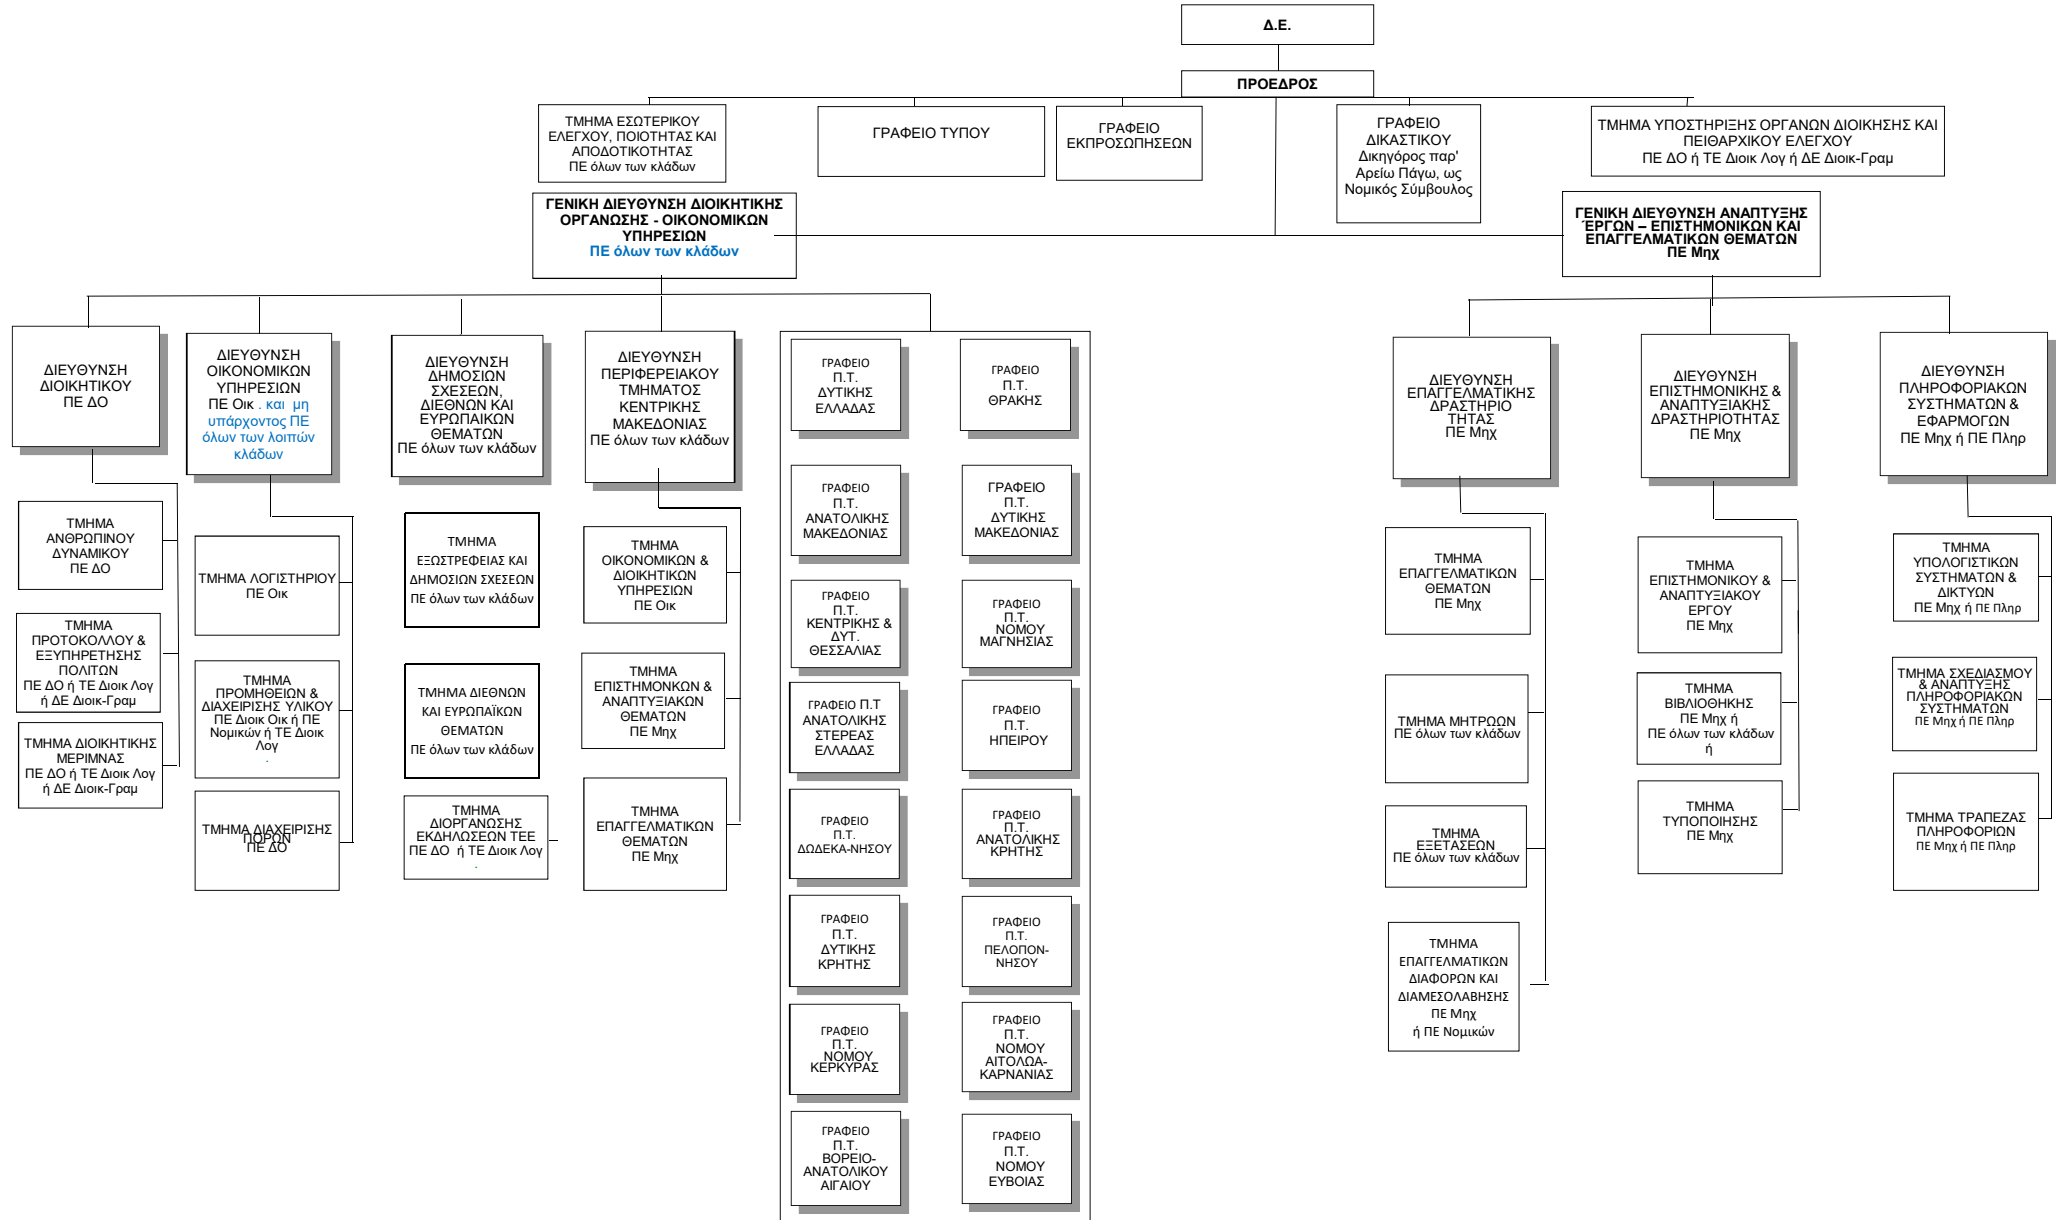 Δ.Ε.
ΠΡΟΕΔΡΟΣ
ΤΜΗΜΑ ΕΣΩΤΕΡΙΚΟΥ
ΕΛΕΓΧΟΥ, ΠΟΙΟΤΗΤΑΣ ΚΑΙ
ΑΠΟΔΟΤΙΚΟΤΗΤΑΣ
ΠΕ όλων των κλάδων
ΓΡΑΦΕΙΟ ΤΥΠΟΥ
ΓΡΑΦΕΙΟ
ΕΚΠΡΟΣΩΠΗΣΕΩΝ
ΓΡΑΦΕΙΟ
ΔΙΚΑΣΤΙΚΟΥ
Δικηγόρος παρ'
Αρείω Πάγω, ως
Νομικός Σύμβουλος
ΤΜΗΜΑ ΥΠΟΣΤΗΡΙΞΗΣ ΟΡΓΑΝΩΝ ΔΙΟΙΚΗΣΗΣ ΚΑΙ
ΠΕΙΘΑΡΧΙΚΟΥ ΕΛΕΓΧΟΥ
ΠΕ ΔΟ ή ΤΕ Διοικ Λογ ή ΔΕ Διοικ-Γραμ
ΓΕΝΙΚΗ ΔΙΕΥΘΥΝΣΗ ΔΙΟΙΚΗΤΙΚΗΣ
ΟΡΓΑΝΩΣΗΣ - ΟΙΚΟΝΟΜΙΚΩΝ
ΥΠΗΡΕΣΙΩΝ
ΠΕ όλων των κλάδων
ΓΕΝΙΚΗ ΔΙΕΥΘΥΝΣΗ ΑΝΑΠΤΥΞΗΣ
ΈΡΓΩΝ – ΕΠΙΣΤΗΜΟΝΙΚΩΝ ΚΑΙ
ΕΠΑΓΓΕΛΜΑΤΙΚΩΝ ΘΕΜΑΤΩΝ
ΠΕ Μηχ
ΔΙΕΥΘΥΝΣΗ
ΔΙΟΙΚΗΤΙΚΟΥ
ΠΕ ΔΟ
ΔΙΕΥΘΥΝΣΗ
ΟΙΚΟΝΟΜΙΚΩΝ
ΥΠΗΡΕΣΙΩΝ
ΠΕ Οικ . και μη
υπάρχοντος ΠΕ
όλων των λοιπών
κλάδων
ΔΙΕΥΘΥΝΣΗ
ΔΗΜΟΣΙΩΝ
ΣΧΕΣΕΩΝ,
ΔΙΕΘΝΩΝ ΚΑΙ
ΕΥΡΩΠΑΙΚΩΝ
ΘΕΜΑΤΩΝ
ΠΕ όλων των κλάδων
ΔΙΕΥΘΥΝΣΗ
ΠΕΡΙΦΕΡΕΙΑΚΟΥ
ΤΜΗΜΑΤΟΣ
ΚΕΝΤΡΙΚΗΣ
ΜΑΚΕΔΟΝΙΑΣ
ΠΕ όλων των κλάδων
ΤΜΗΜΑ
ΑΝΘΡΩΠΙΝΟΥ
ΔΥΝΑΜΙΚΟΥ
ΠΕ ΔΟ
ΤΜΗΜΑ
ΠΡΟΤΟΚΟΛΛΟΥ &
ΕΞΥΠΗΡΕΤΗΣΗΣ
ΠΟΛΙΤΩΝ
ΠΕ ΔΟ ή ΤΕ Διοικ Λογ
ή ΔΕ Διοικ-Γραμ
ΤΜΗΜΑ ΔΙΟΙΚΗΤΙΚΗΣ
ΜΕΡΙΜΝΑΣ
ΠΕ ΔΟ ή ΤΕ Διοικ Λογ
ή ΔΕ Διοικ-Γραμ
ΤΜΗΜΑ ΛΟΓΙΣΤΗΡΙΟΥ
ΠΕ Οικ
ΤΜΗΜΑ
ΠΡΟΜΗΘΕΙΩΝ &
ΔΙΑΧΕΙΡΙΣΗΣ ΥΛΙΚΟΥ
ΠΕ Διοικ Οικ ή ΠΕ
Νομικών ή ΤΕ Διοικ
Λογ
.
ΤΜΗΜΑ ΔΙΑΧΕΙΡΙΣΗΣ
ΠΟΡΩΝ
ΠΕ ΔΟ
ΤΜΗΜΑ
ΕΞΩΣΤΡΕΦΕΙΑΣ ΚΑΙ
ΔΗΜΟΣΙΩΝ ΣΧΕΣΕΩΝ
ΠΕ όλων των κλάδων
ΤΜΗΜΑ ΔΙΕΘΝΩΝ
ΚΑΙ ΕΥΡΩΠΑΪΚΩΝ
ΘΕΜΑΤΩΝ
ΠΕ όλων των κλάδων
ΤΜΗΜΑ
ΔΙΟΡΓΑΝΩΣΗΣ
ΕΚΔΗΛΩΣΕΩΝ ΤΕΕ
ΠΕ ΔΟ ή ΤΕ Διοικ Λογ
.
ΤΜΗΜΑ
ΟΙΚΟΝΟΜΙΚΩΝ &
ΔΙΟΙΚΗΤΙΚΩΝ
ΥΠΗΡΕΣΙΩΝ
ΠΕ Οικ
ΤΜΗΜΑ
ΕΠΙΣΤΗΜΟΝΚΩΝ &
ΑΝΑΠΤΥΞΙΑΚΩΝ
ΘΕΜΑΤΩΝ
ΠΕ Μηχ
ΤΜΗΜΑ
ΕΠΑΓΓΕΛΜΑΤΙΚΩΝ
ΘΕΜΑΤΩΝ
ΠΕ Μηχ
ΓΡΑΦΕΙΟ
Π.Τ.
ΔΥΤΙΚΗΣ
ΕΛΛΑΔΑΣ
ΓΡΑΦΕΙΟ
Π.Τ.
ΘΡΑΚΗΣ
ΓΡΑΦΕΙΟ
Π.Τ.
ΑΝΑΤΟΛΙΚΗΣ
ΜΑΚΕΔΟΝΙΑΣ
ΓΡΑΦΕΙΟ
Π.Τ.
ΔΥΤΙΚΗΣ
ΜΑΚΕΔΟΝΙΑΣ
ΓΡΑΦΕΙΟ
Π.Τ.
ΚΕΝΤΡΙΚΗΣ &
ΔΥΤ.
ΘΕΣΣΑΛΙΑΣ
ΓΡΑΦΕΙΟ
Π.Τ.
ΝΟΜΟΥ
ΜΑΓΝΗΣΙΑΣ
ΓΡΑΦΕΙΟ Π.Τ
ΑΝΑΤΟΛΙΚΗΣ
ΣΤΕΡΕΑΣ
ΕΛΛΑΔΑΣ
ΓΡΑΦΕΙΟ
Π.Τ.
ΗΠΕΙΡΟΥ
ΓΡΑΦΕΙΟ
Π.Τ.
ΔΩΔΕΚΑ-ΝΗΣΟΥ
ΓΡΑΦΕΙΟ
Π.Τ.
ΑΝΑΤΟΛΙΚΗΣ
ΚΡΗΤΗΣ
ΓΡΑΦΕΙΟ
Π.Τ.
ΔΥΤΙΚΗΣ
ΚΡΗΤΗΣ
ΓΡΑΦΕΙΟ
Π.Τ.
ΠΕΛΟΠΟΝ-
ΝΗΣΟΥ
ΓΡΑΦΕΙΟ
Π.Τ.
ΝΟΜΟΥ
ΚΕΡΚΥΡΑΣ
ΓΡΑΦΕΙΟ
Π.Τ.
ΝΟΜΟΥ
ΑΙΤΟΛΩΑ-
ΚΑΡΝΑΝΙΑΣ
ΓΡΑΦΕΙΟ
Π.Τ.
ΒΟΡΕΙΟ-
ΑΝΑΤΟΛΙΚΟΥ
ΑΙΓΑΙΟΥ
ΓΡΑΦΕΙΟ
Π.Τ.
ΝΟΜΟΥ
ΕΥΒΟΙΑΣ
ΔΙΕΥΘΥΝΣΗ
ΕΠΑΓΓΕΛΜΑΤΙΚΗΣ
ΔΡΑΣΤΗΡΙΟ
ΤΗΤΑΣ
ΠΕ Μηχ
ΔΙΕΥΘΥΝΣΗ
ΕΠΙΣΤΗΜΟΝΙΚΗΣ &
ΑΝΑΠΤΥΞΙΑΚΗΣ
ΔΡΑΣΤΗΡΙΟΤΗΤΑΣ
ΠΕ Μηχ
ΔΙΕΥΘΥΝΣΗ
ΠΛΗΡΟΦΟΡΙΑΚΩΝ
ΣΥΣΤΗΜΑΤΩΝ &
ΕΦΑΡΜΟΓΩΝ
ΠΕ Μηχ ή ΠΕ Πληρ
ΤΜΗΜΑ
ΕΠΑΓΓΕΛΜΑΤΙΚΩΝ
ΘΕΜΑΤΩΝ
ΠΕ Μηχ
ΤΜΗΜΑ ΜΗΤΡΩΩΝ
ΠΕ όλων των κλάδων
ΤΜΗΜΑ
ΕΞΕΤΑΣΕΩΝ
ΠΕ όλων των κλάδων
ΤΜΗΜΑ
ΕΠΑΓΓΕΛΜΑΤΙΚΩΝ
ΔΙΑΦΟΡΩΝ ΚΑΙ
ΔΙΑΜΕΣΟΛΑΒΗΣΗΣ
ΠΕ Μηχ
ή ΠΕ Νομικών
ΤΜΗΜΑ
ΕΠΙΣΤΗΜΟΝΙΚΟΥ &
ΑΝΑΠΤΥΞΙΑΚΟΥ
ΕΡΓΟΥ
ΠΕ Μηχ
ΤΜΗΜΑ
ΒΙΒΛΙΟΘΗΚΗΣ
ΠΕ Μηχ ή
ΠΕ όλων των κλάδων
ή
ΤΜΗΜΑ
ΤΥΠΟΠΟΙΗΣΗΣ
ΠΕ Μηχ
ΤΜΗΜΑ
ΥΠΟΛΟΓΙΣΤΙΚΩΝ
ΣΥΣΤΗΜΑΤΩΝ &
ΔΙΚΤΥΩΝ
ΠΕ Μηχ ή ΠΕ Πληρ
ΤΜΗΜΑ ΣΧΕΔΙΑΣΜΟΥ
& ΑΝΑΠΤΥΞΗΣ
ΠΛΗΡΟΦΟΡΙΑΚΩΝ
ΣΥΣΤΗΜΑΤΩΝ
ΠΕ Μηχ ή ΠΕ Πληρ
ΤΜΗΜΑ ΤΡΑΠΕΖΑΣ
ΠΛΗΡΟΦΟΡΙΩΝ
ΠΕ Μηχ ή ΠΕ Πληρ